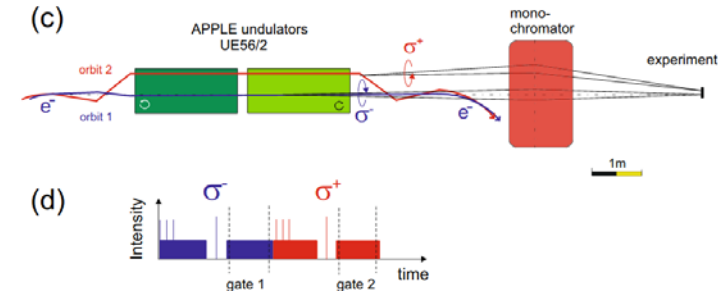 (c)
APPLE undulators
UE56/2
mono-
chromator
experiment
orbit 2
σ⁺
e⁻
orbit 1
σ⁻
e⁻
1m
(d)
σ⁻
σ⁺
Intensity
time
gate 1
gate 2